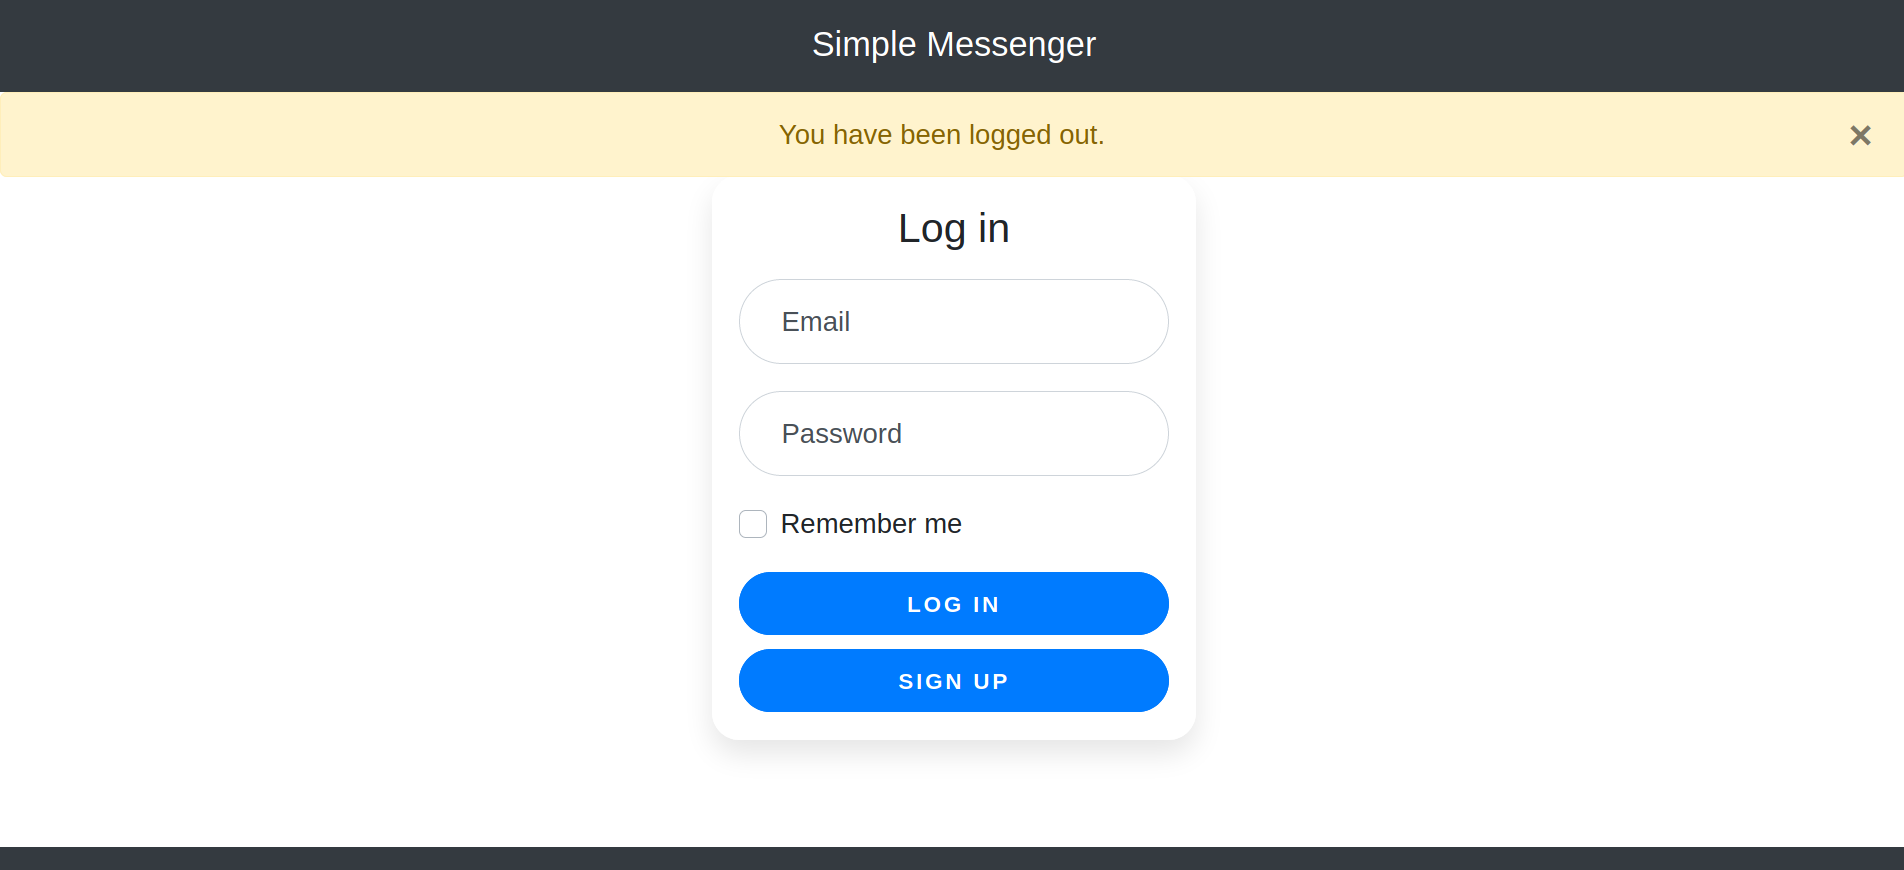 Simple Messenger
You have been logged out.
×
Log in
Email
Password
Remember me
LOG IN
SIGN UP